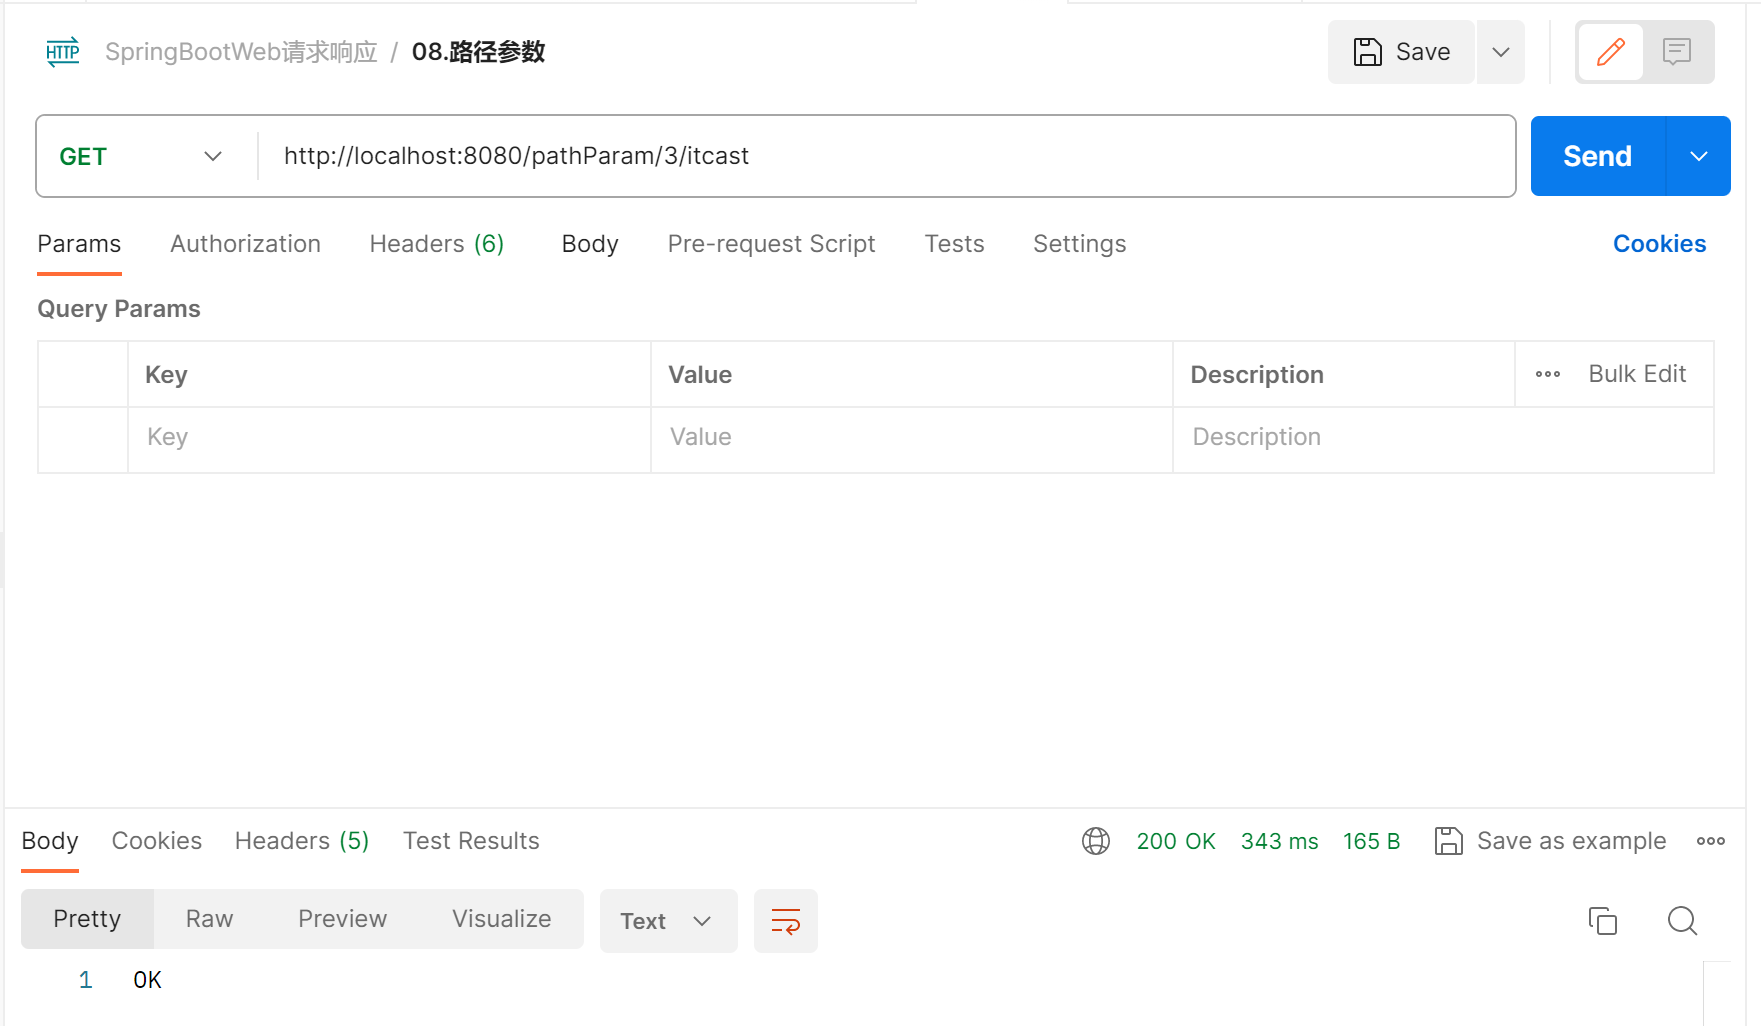 HTTP SpringBootWeb请求响应 / 08.路径参数 Save
GET http://localhost:8080/pathParam/3/itcast Send
Params Authorization Headers (6) Body Pre-request Script Tests Settings Cookies
Query Params
Key Value Description Bulk Edit
Key Value Description
Body Cookies Headers (5) Test Results 200 OK 343 ms 165 B Save as example
Pretty Raw Preview Visualize Text
1 OK